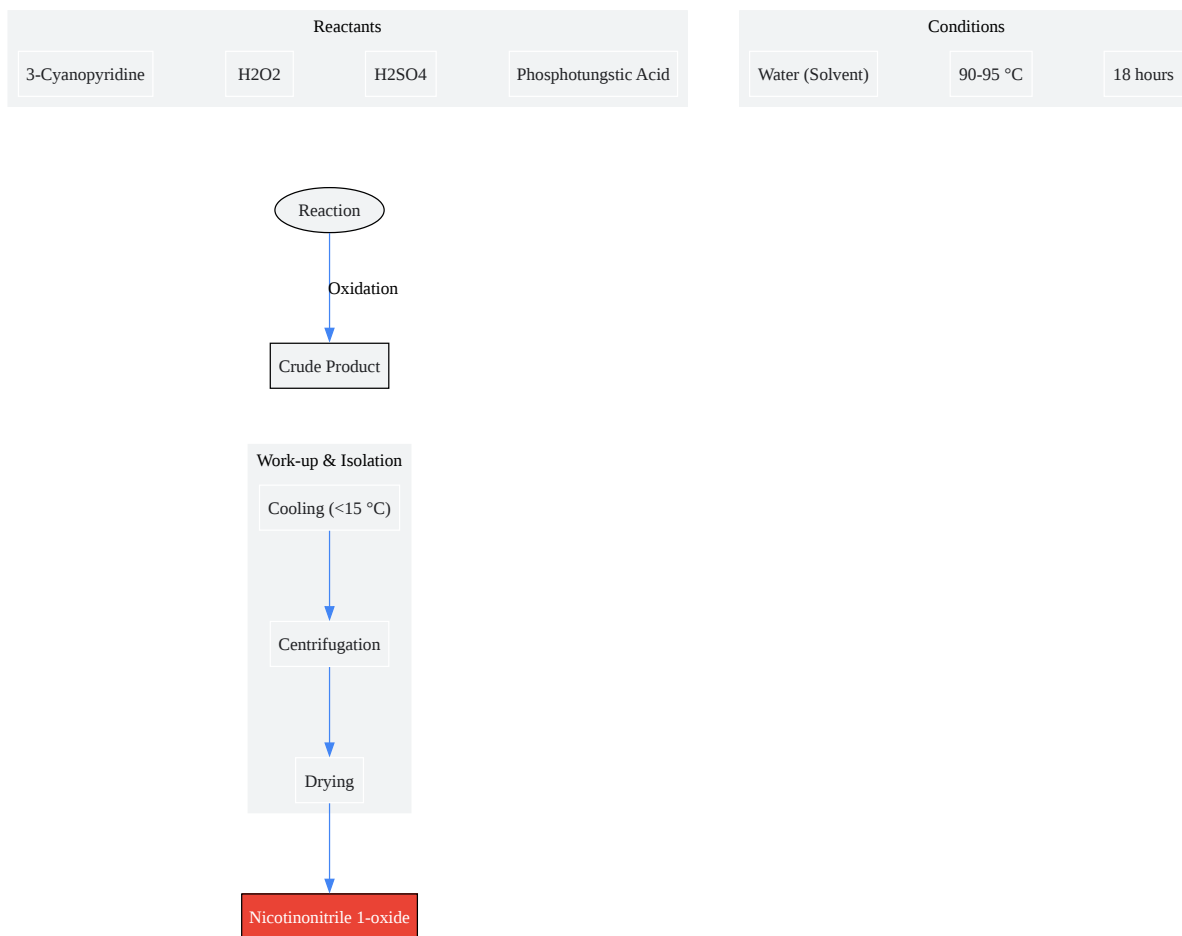 Reactants
Conditions
3-Cyanopyridine
H2O2
H2SO4
Phosphotungstic Acid
Water (Solvent)
90-95 °C
18 hours
Reaction
Oxidation
Crude Product
Work-up & Isolation
Cooling (<15 °C)
Centrifugation
Drying
Nicotinonitrile 1-oxide